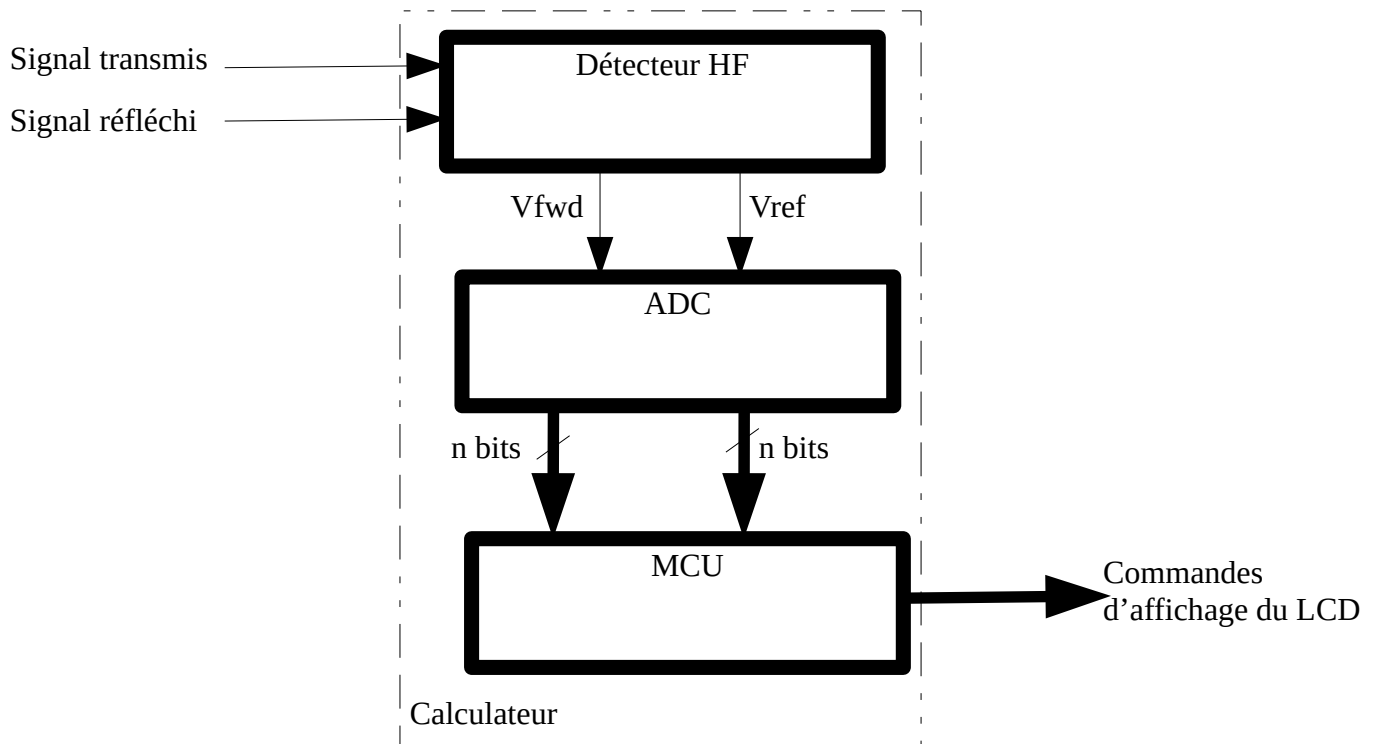 Signal transmis
Détecteur HF
Signal réfléchi
Vfwd
Vref
ADC
n bits
n bits
MCU
Commandes
d’affichage du LCD
Calculateur